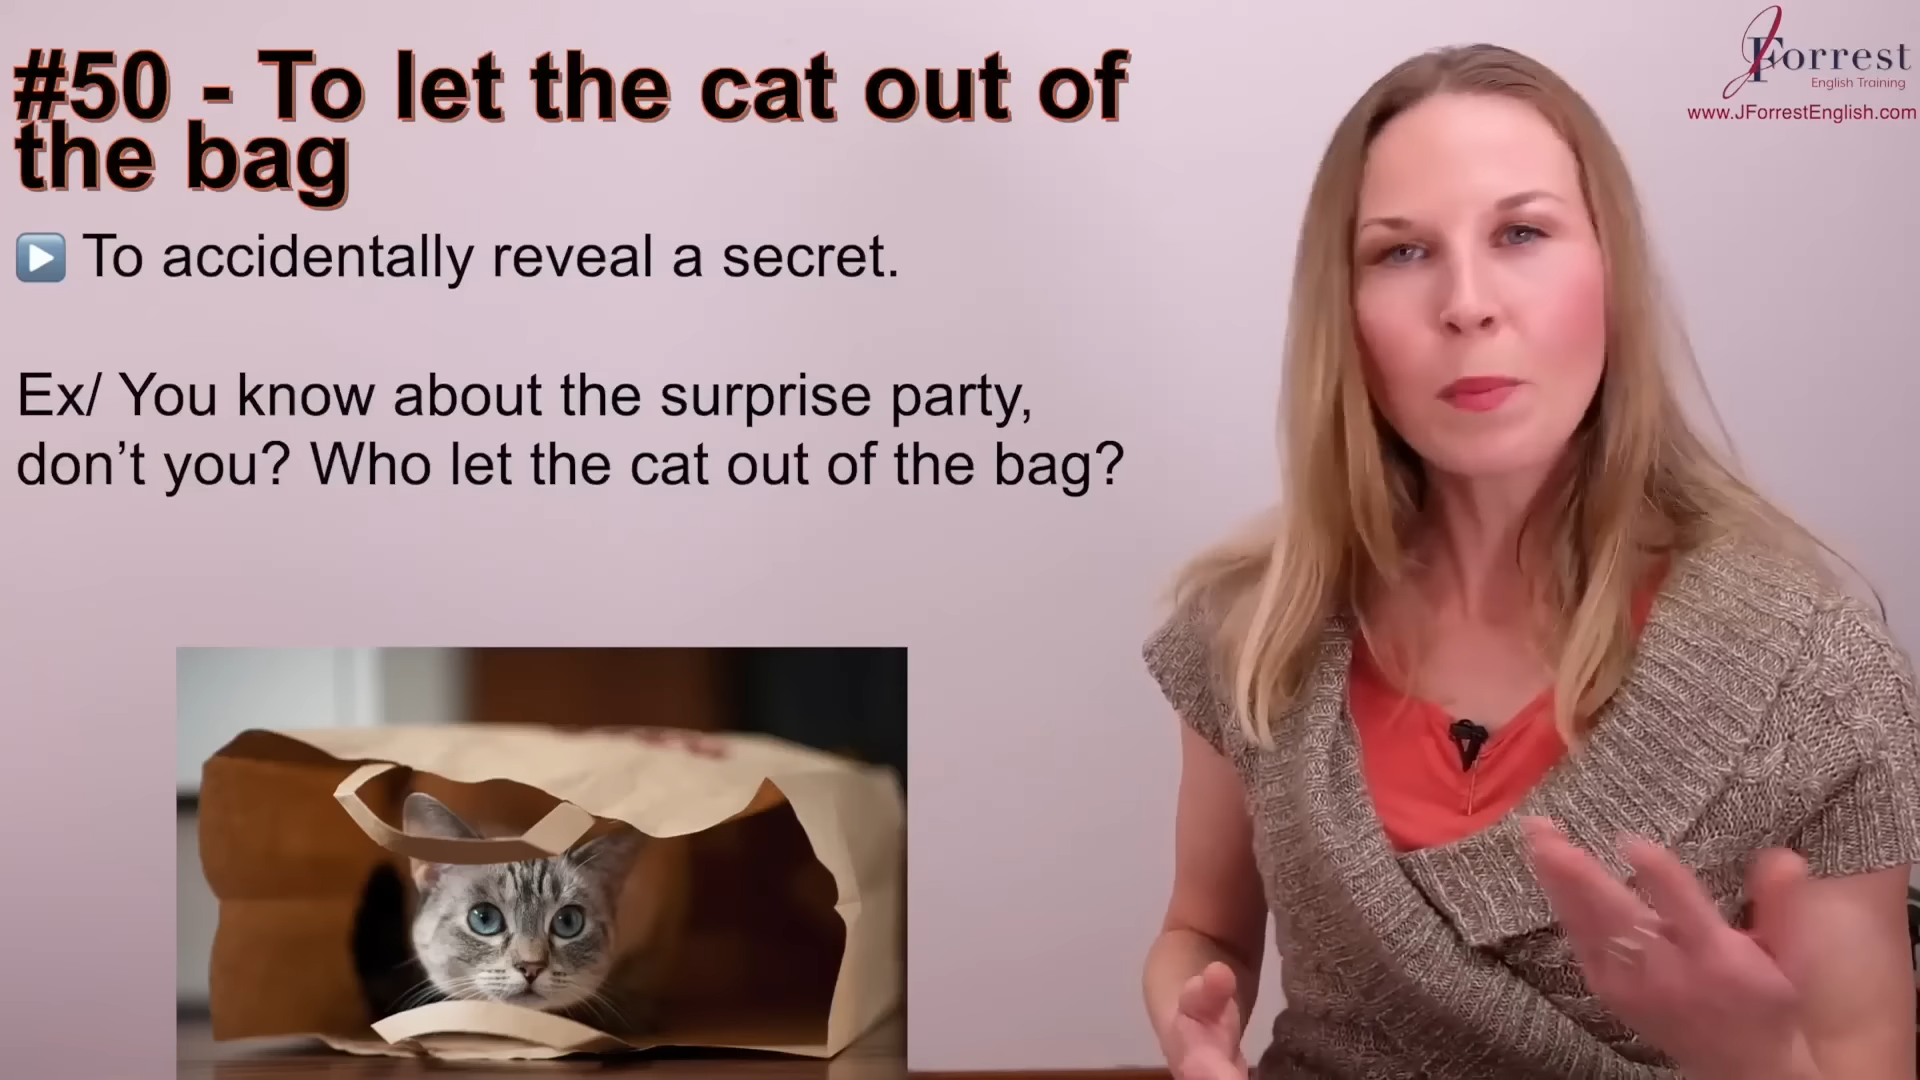 #50 - To let the cat out of
the bag
▶️ To accidentally reveal a secret.
Ex/ You know about the surprise party,
don’t you? Who let the cat out of the bag?
JForrest
English Training
www.JForrestEnglish.com